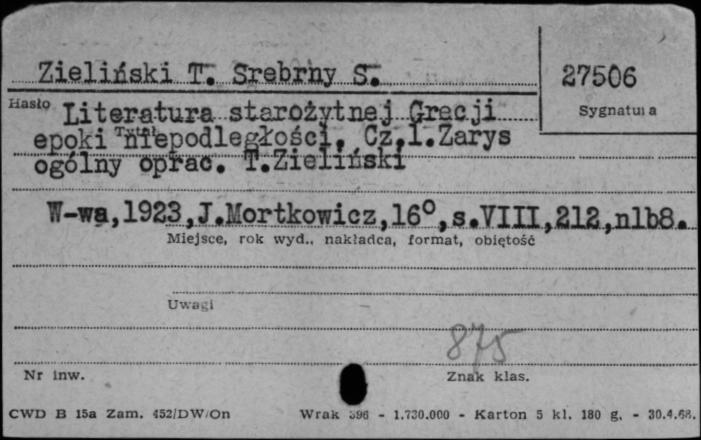 Zieliński T. Srebrny S.
27506
Hasło
Sygnatura
Literatura starożytnej Grecji
Tytuł
epoki niepodległości, Cz.1.Zarys
ogólny oprac. T.Zieliński
W-wa,1923,J.Mortkowicz,16°,s.VIII,212,nlb8.
Miejsce, rok wyd., nakładca, format, objętość
Uwagi
875
Nr inw.
Znak klas.
CWD B 15a Zam. 452/DW/On Wrak 396 - 1.730.000 - Karton 5 kl. 180 g. - 30.4.68.